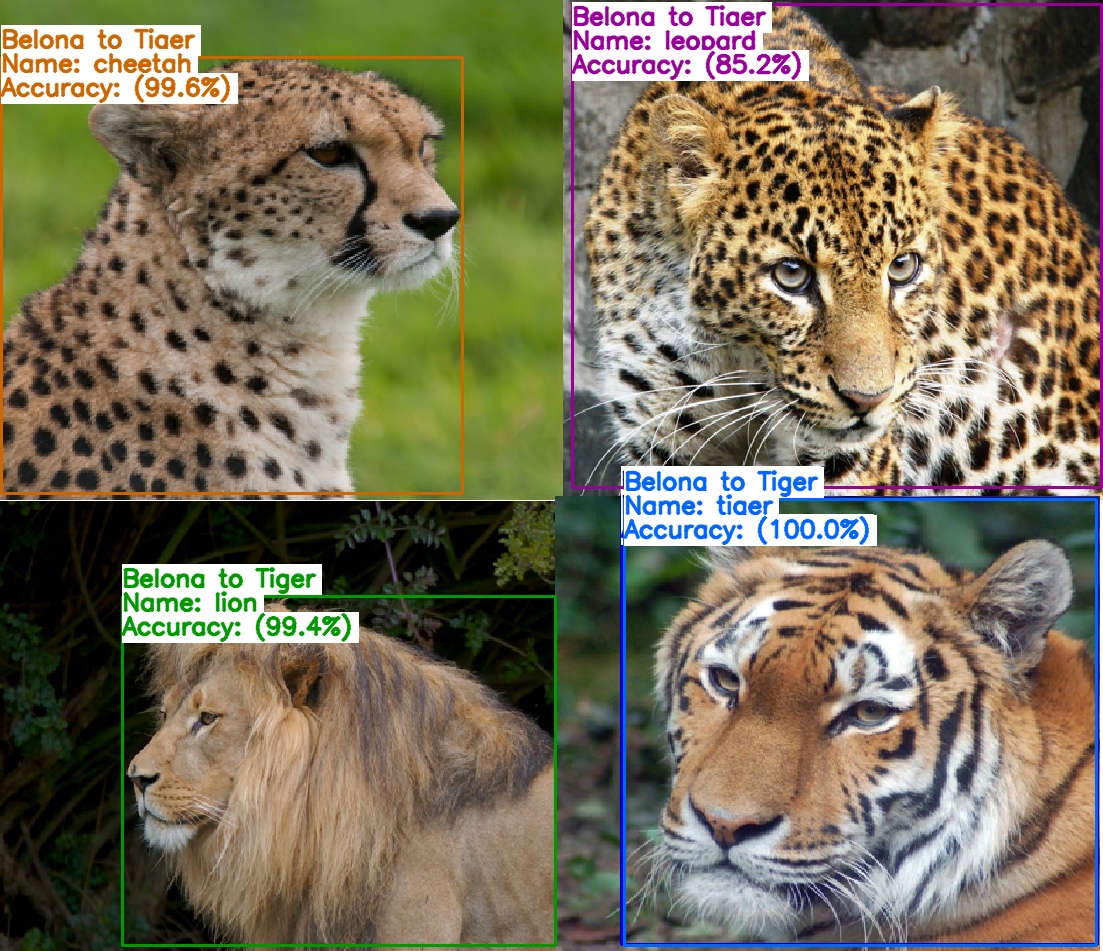 Belong to Tiger
Name: cheetah
Accuracy: (99.6%)
Belong to Tiger
Name: leopard
Accuracy: (85.2%)
Belong to Tiger
Name: lion
Accuracy: (99.4%)
Belong to Tiger
Name: tiger
Accuracy: (100.0%)